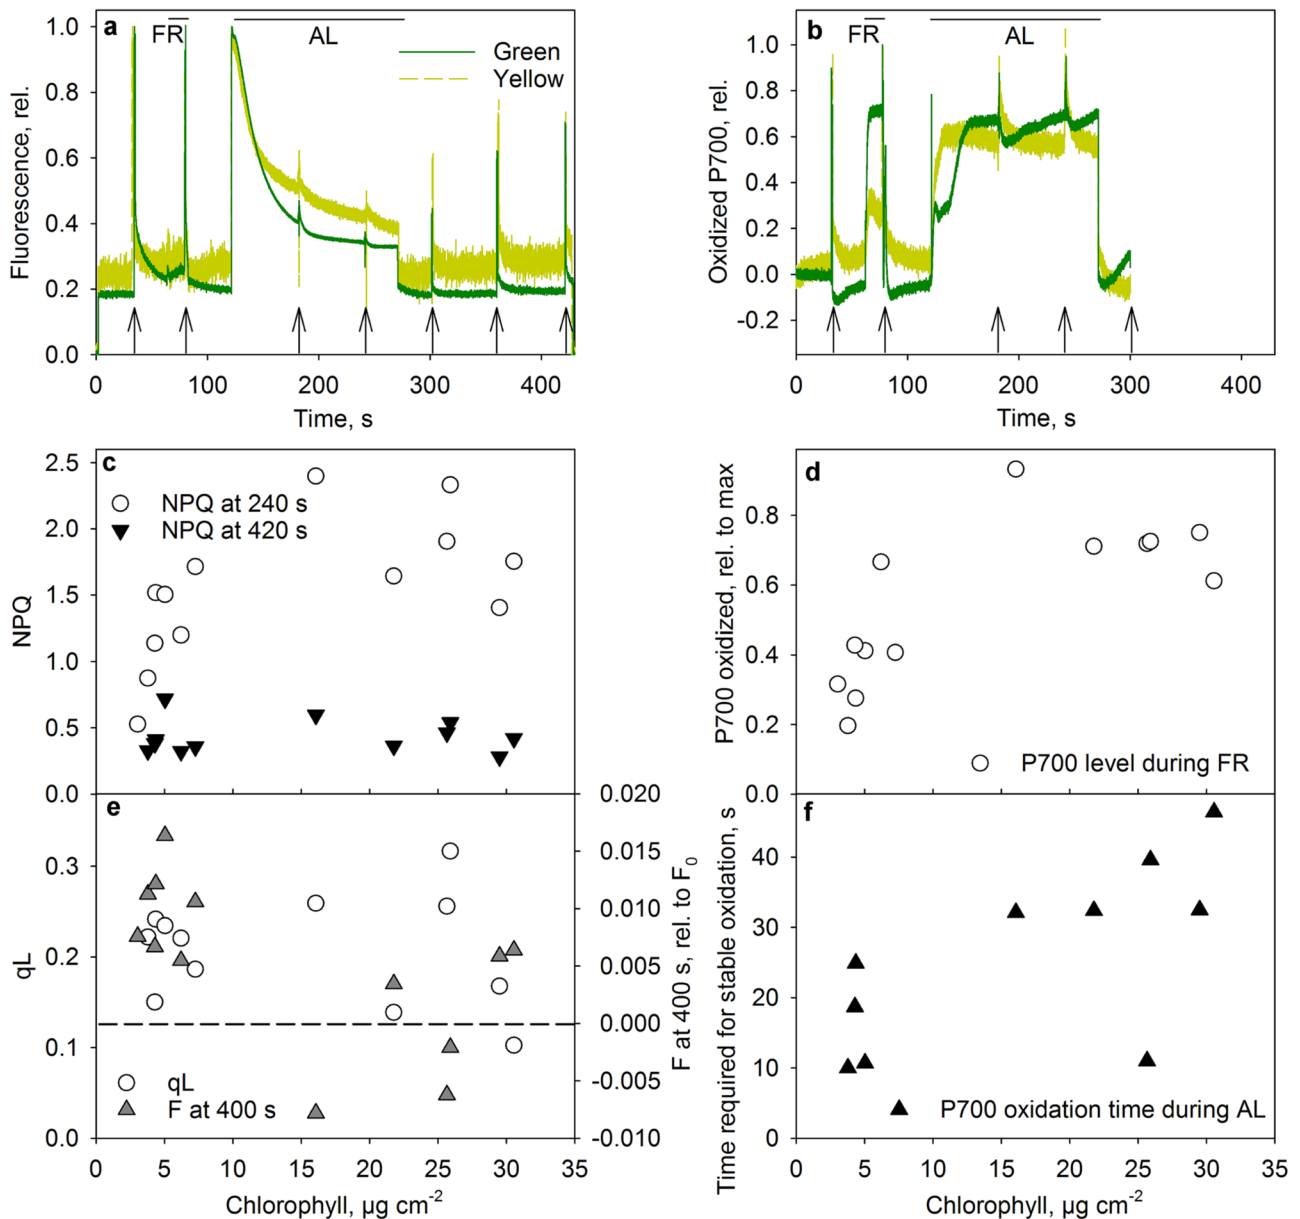 a
FR
AL
Green
Yellow
Fluorescence, rel.
1.0
0.8
0.6
0.4
0.2
0.0
0
100
200
300
400
Time, s
b
FR
AL
Oxidized P700, rel.
1.0
0.8
0.6
0.4
0.2
0.0
-0.2
0
100
200
300
400
Time, s
c
NPQ at 240 s
NPQ at 420 s
NPQ
2.5
2.0
1.5
1.0
0.5
0.0
d
P700 oxidized, rel. to max
0.8
0.6
0.4
0.2
0.0
P700 level during FR
e
qL
0.3
0.2
0.1
0.0
qL
F at 400 s
0.020
0.015
0.010
0.005
0.000
-0.005
-0.010
F at 400 s, rel. to F0
0
5
10
15
20
25
30
35
Chlorophyll, µg cm-2
f
Time required for stable oxidation, s
40
30
20
10
0
P700 oxidation time during AL
0
5
10
15
20
25
30
35
Chlorophyll, µg cm-2